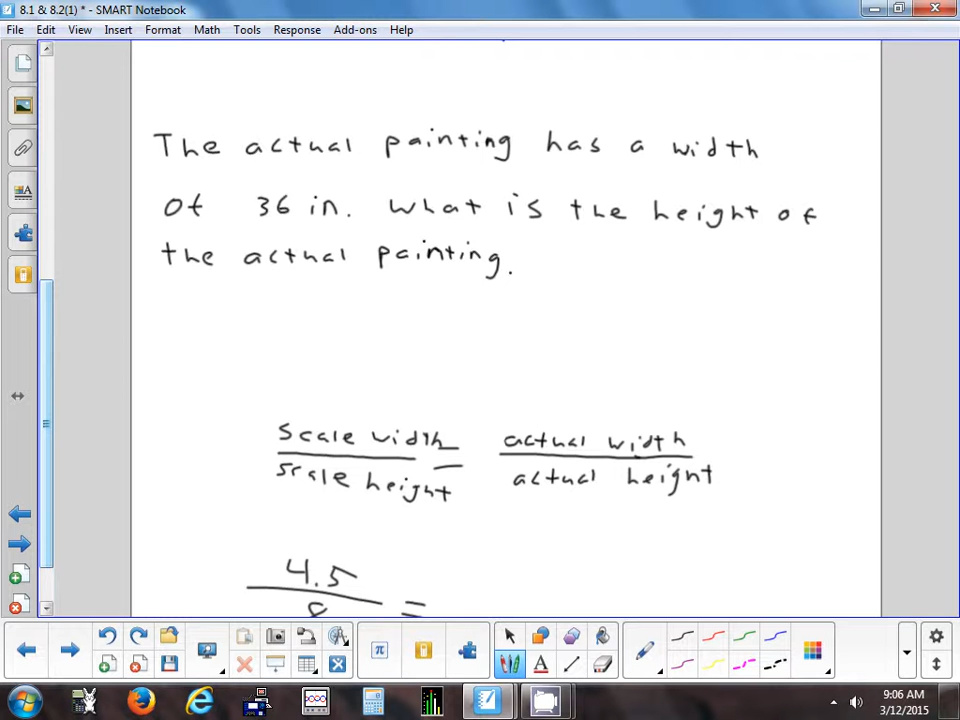 8.1 & 8.2(1) * - SMART Notebook
File Edit View Insert Format Math Tools Response Add-ons Help
The actual painting has a width
of 36 in. What is the height of
the actual painting.
scale width = actual width
scale height actual height
4.5 =
8
9:06 AM
3/12/2015